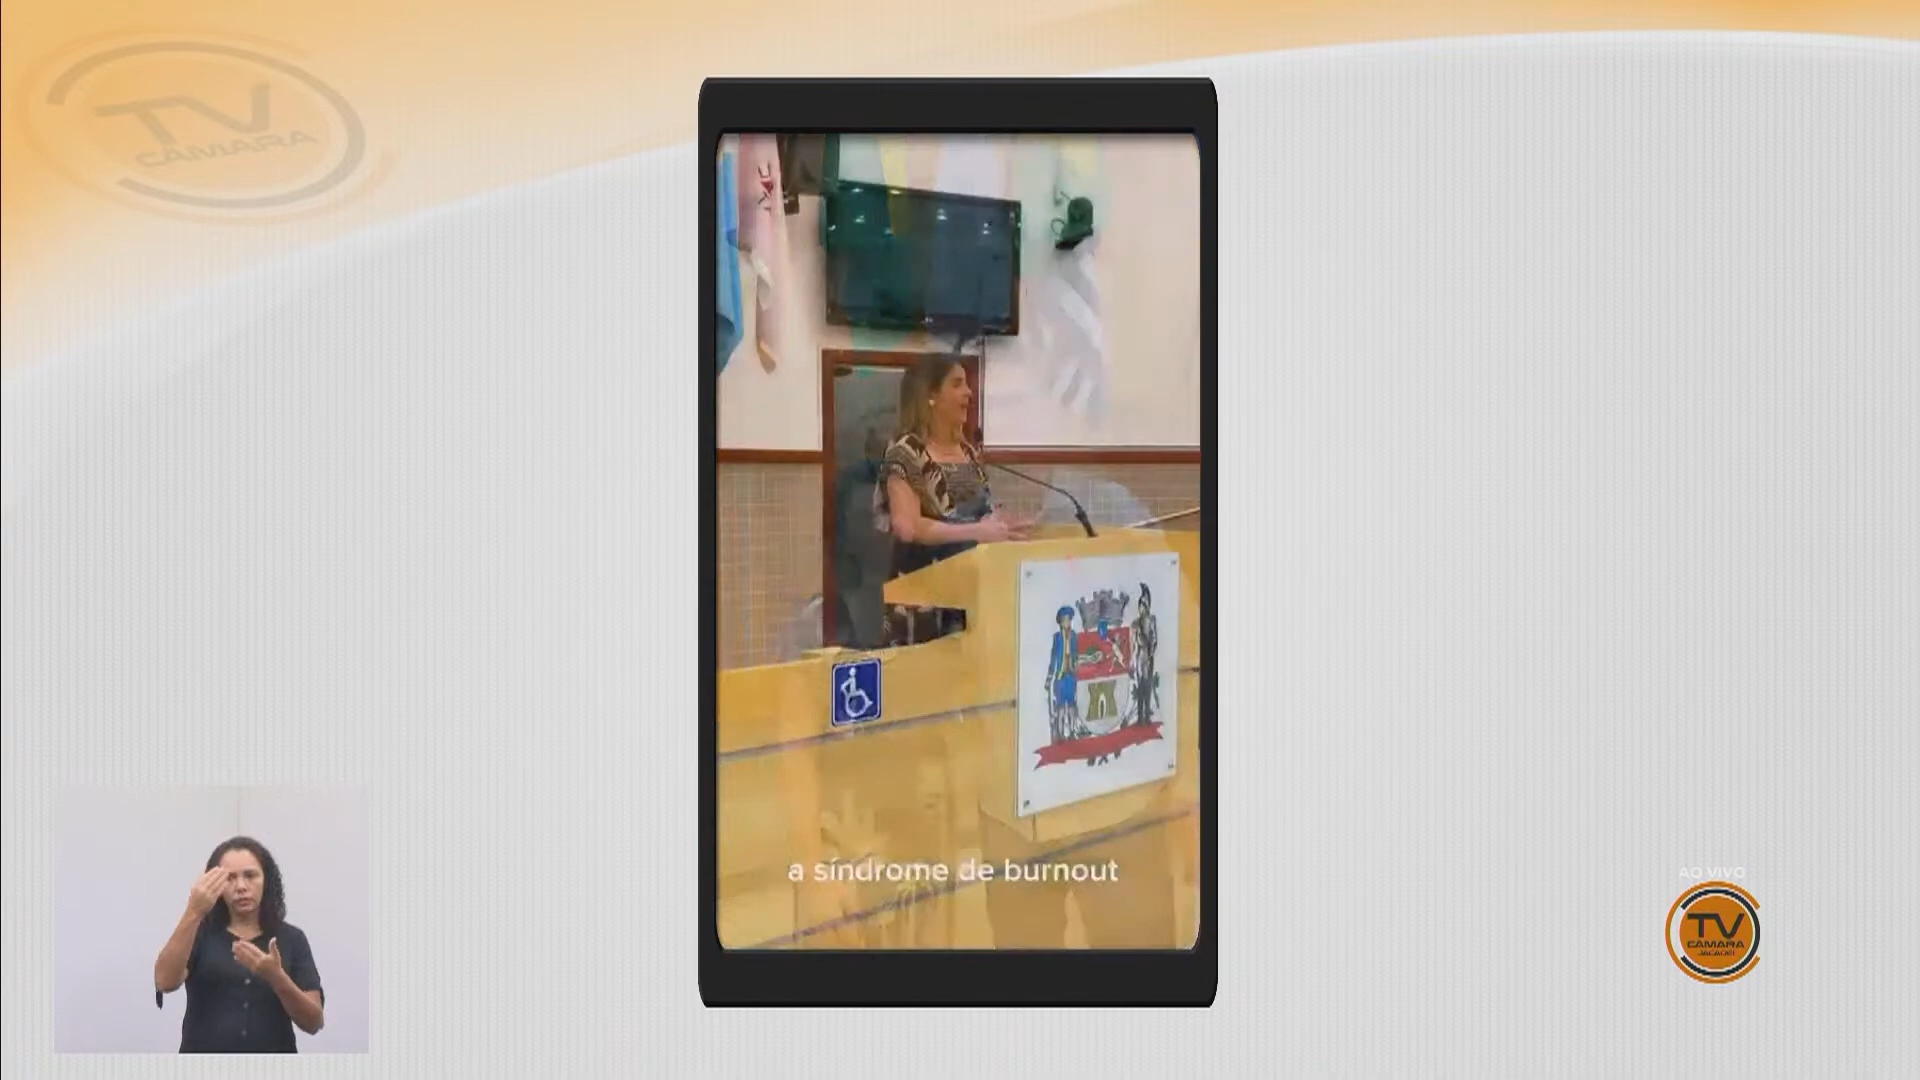 TV
CÂMARA
a síndrome de burnout
AO VIVO
TV
CÂMARA
JACAREÍ